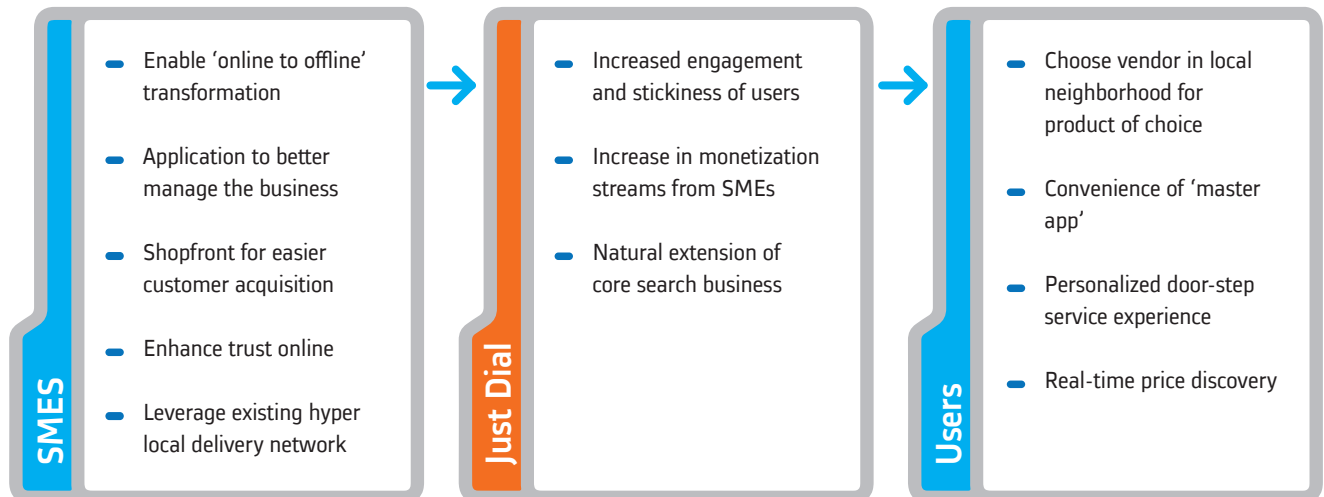 SMES
Enable ‘online to offline’
transformation
Application to better
manage the business
Shopfront for easier
customer acquisition
Enhance trust online
Leverage existing hyper
local delivery network
Just Dial
Increased engagement
and stickiness of users
Increase in monetization
streams from SMEs
Natural extension of
core search business
Users
Choose vendor in local
neighborhood for
product of choice
Convenience of ‘master
app’
Personalized door-step
service experience
Real-time price discovery